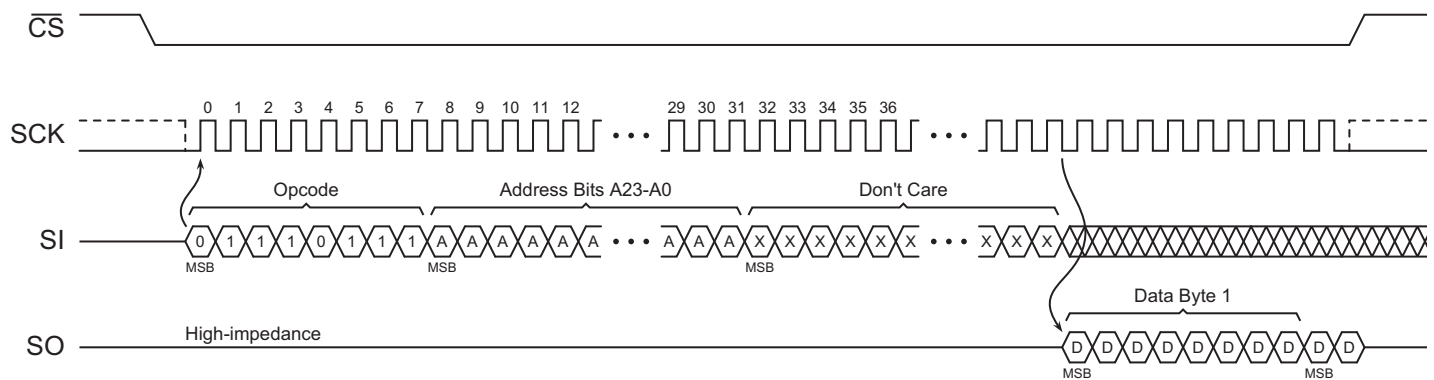 CS
0 1 2 3 4 5 6 7 8 9 10 11 12 29 30 31 32 33 34 35 36
SCK
Opcode Address Bits A23-A0 Don't Care
SI 0 1 1 1 0 1 1 1 A A A A A A A A A X X X X X X X X X
MSB MSB MSB
Data Byte 1
High-impedance
SO D D D D D D D D D D
MSB MSB